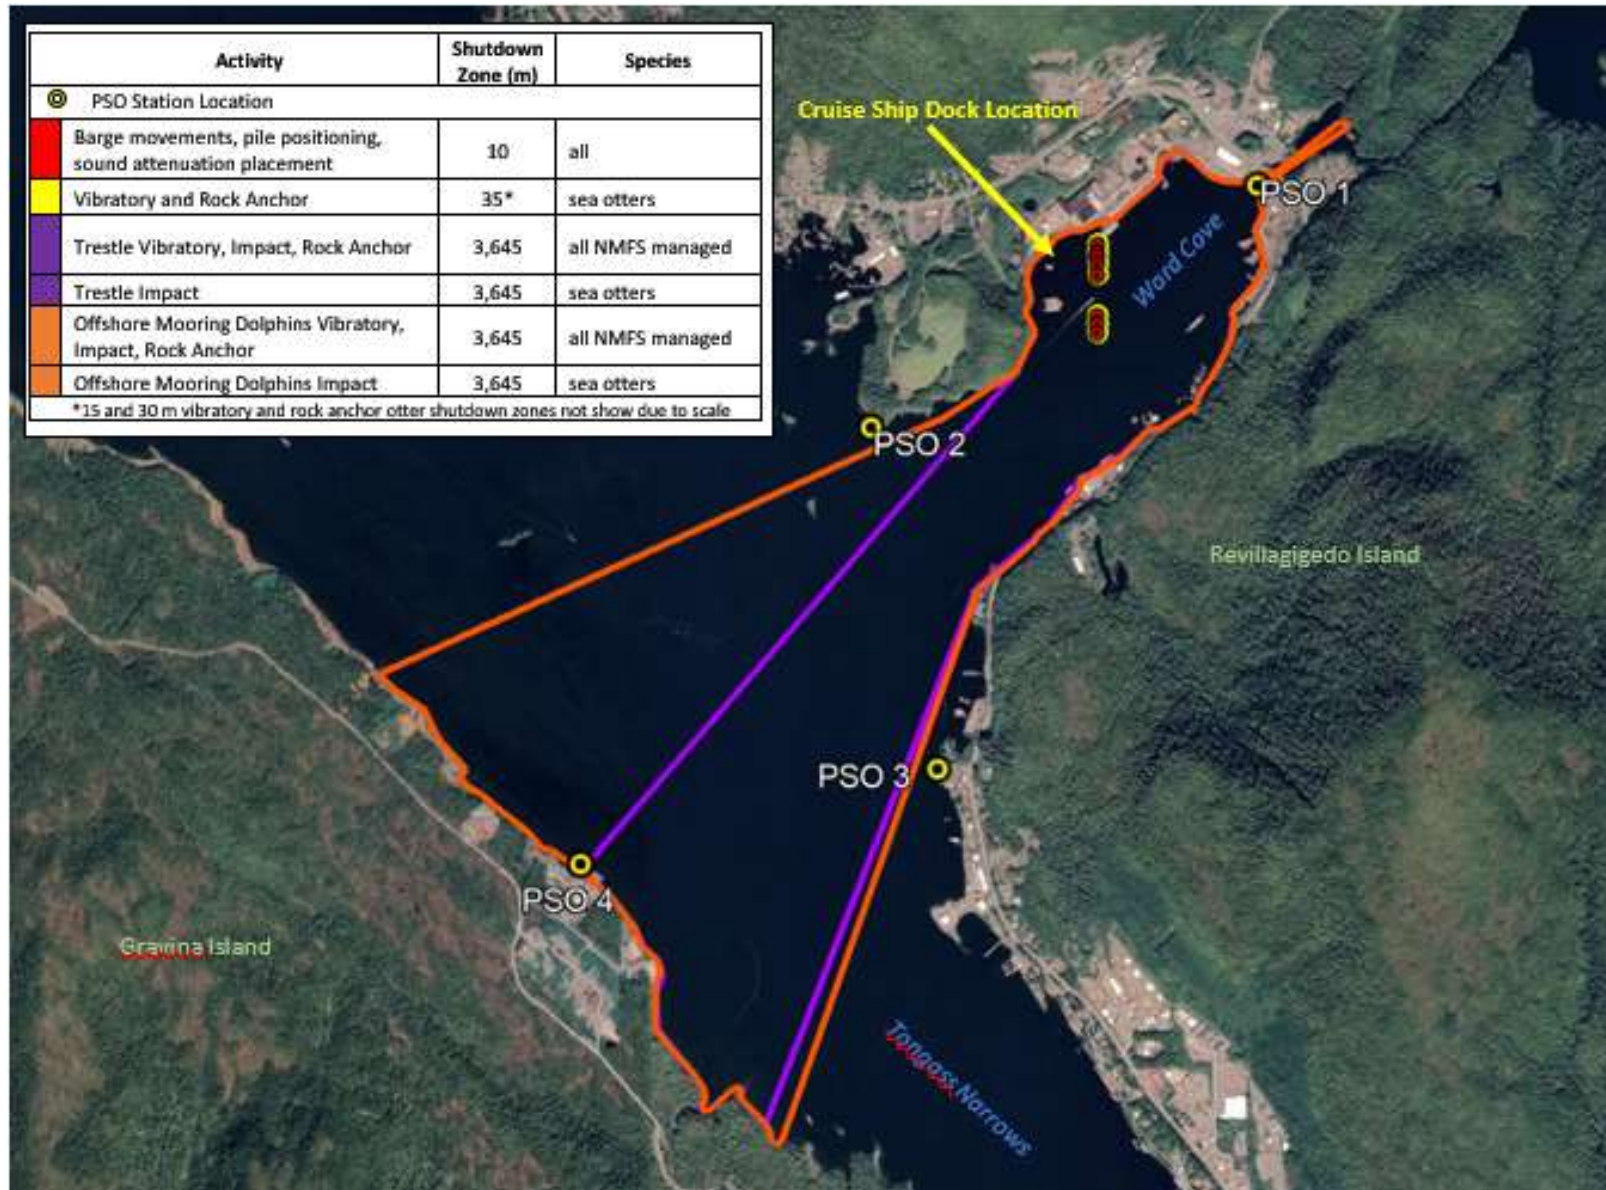 Activity Shutdown Zone (m) Species
PSO Station Location
Barge movements, pile positioning, sound attenuation placement 10 all
Vibratory and Rock Anchor 35* sea otters
Trestle Vibratory, Impact, Rock Anchor 3,645 all NMFS managed
Trestle Impact 3,645 sea otters
Offshore Mooring Dolphins Vibratory, Impact, Rock Anchor 3,645 all NMFS managed
Offshore Mooring Dolphins Impact 3,645 sea otters
*15 and 30 m vibratory and rock anchor otter shutdown zones not show due to scale
Cruise Ship Dock Location
PSO 1
Ward Cove
PSO 2
Revillagigedo Island
PSO 3
PSO 4
Gravina Island
Tongass Narrows